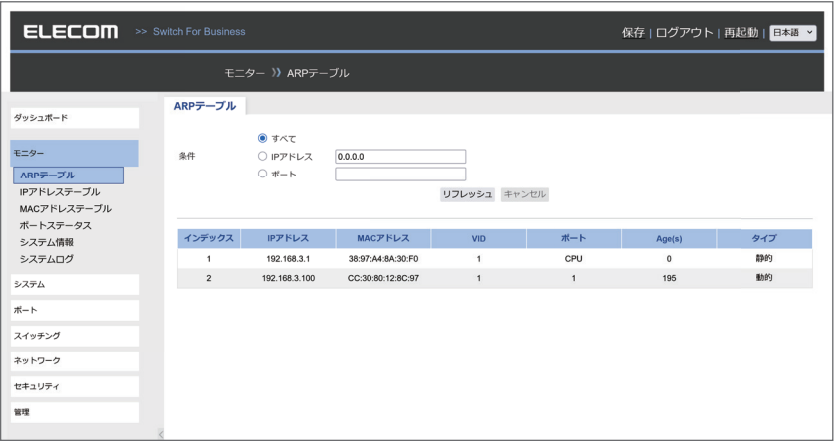 ELECOM >> Switch For Business
保存 | ログアウト | 再起動 | 日本語
モニター 》 ARPテーブル
ダッシュボード
モニター
ARPテーブル
IPアドレステーブル
MACアドレステーブル
ポートステータス
システム情報
システムログ
システム
ポート
スイッチング
ネットワーク
セキュリティ
管理
ARPテーブル
条件
すべて
IPアドレス 0.0.0.0
ポート
リフレッシュ キャンセル
インデックス IPアドレス MACアドレス VID ポート Age(s) タイプ
1 192.168.3.1 38:97:A4:8A:30:F0 1 CPU 0 静的
2 192.168.3.100 CC:30:80:12:8C:97 1 1 195 動的